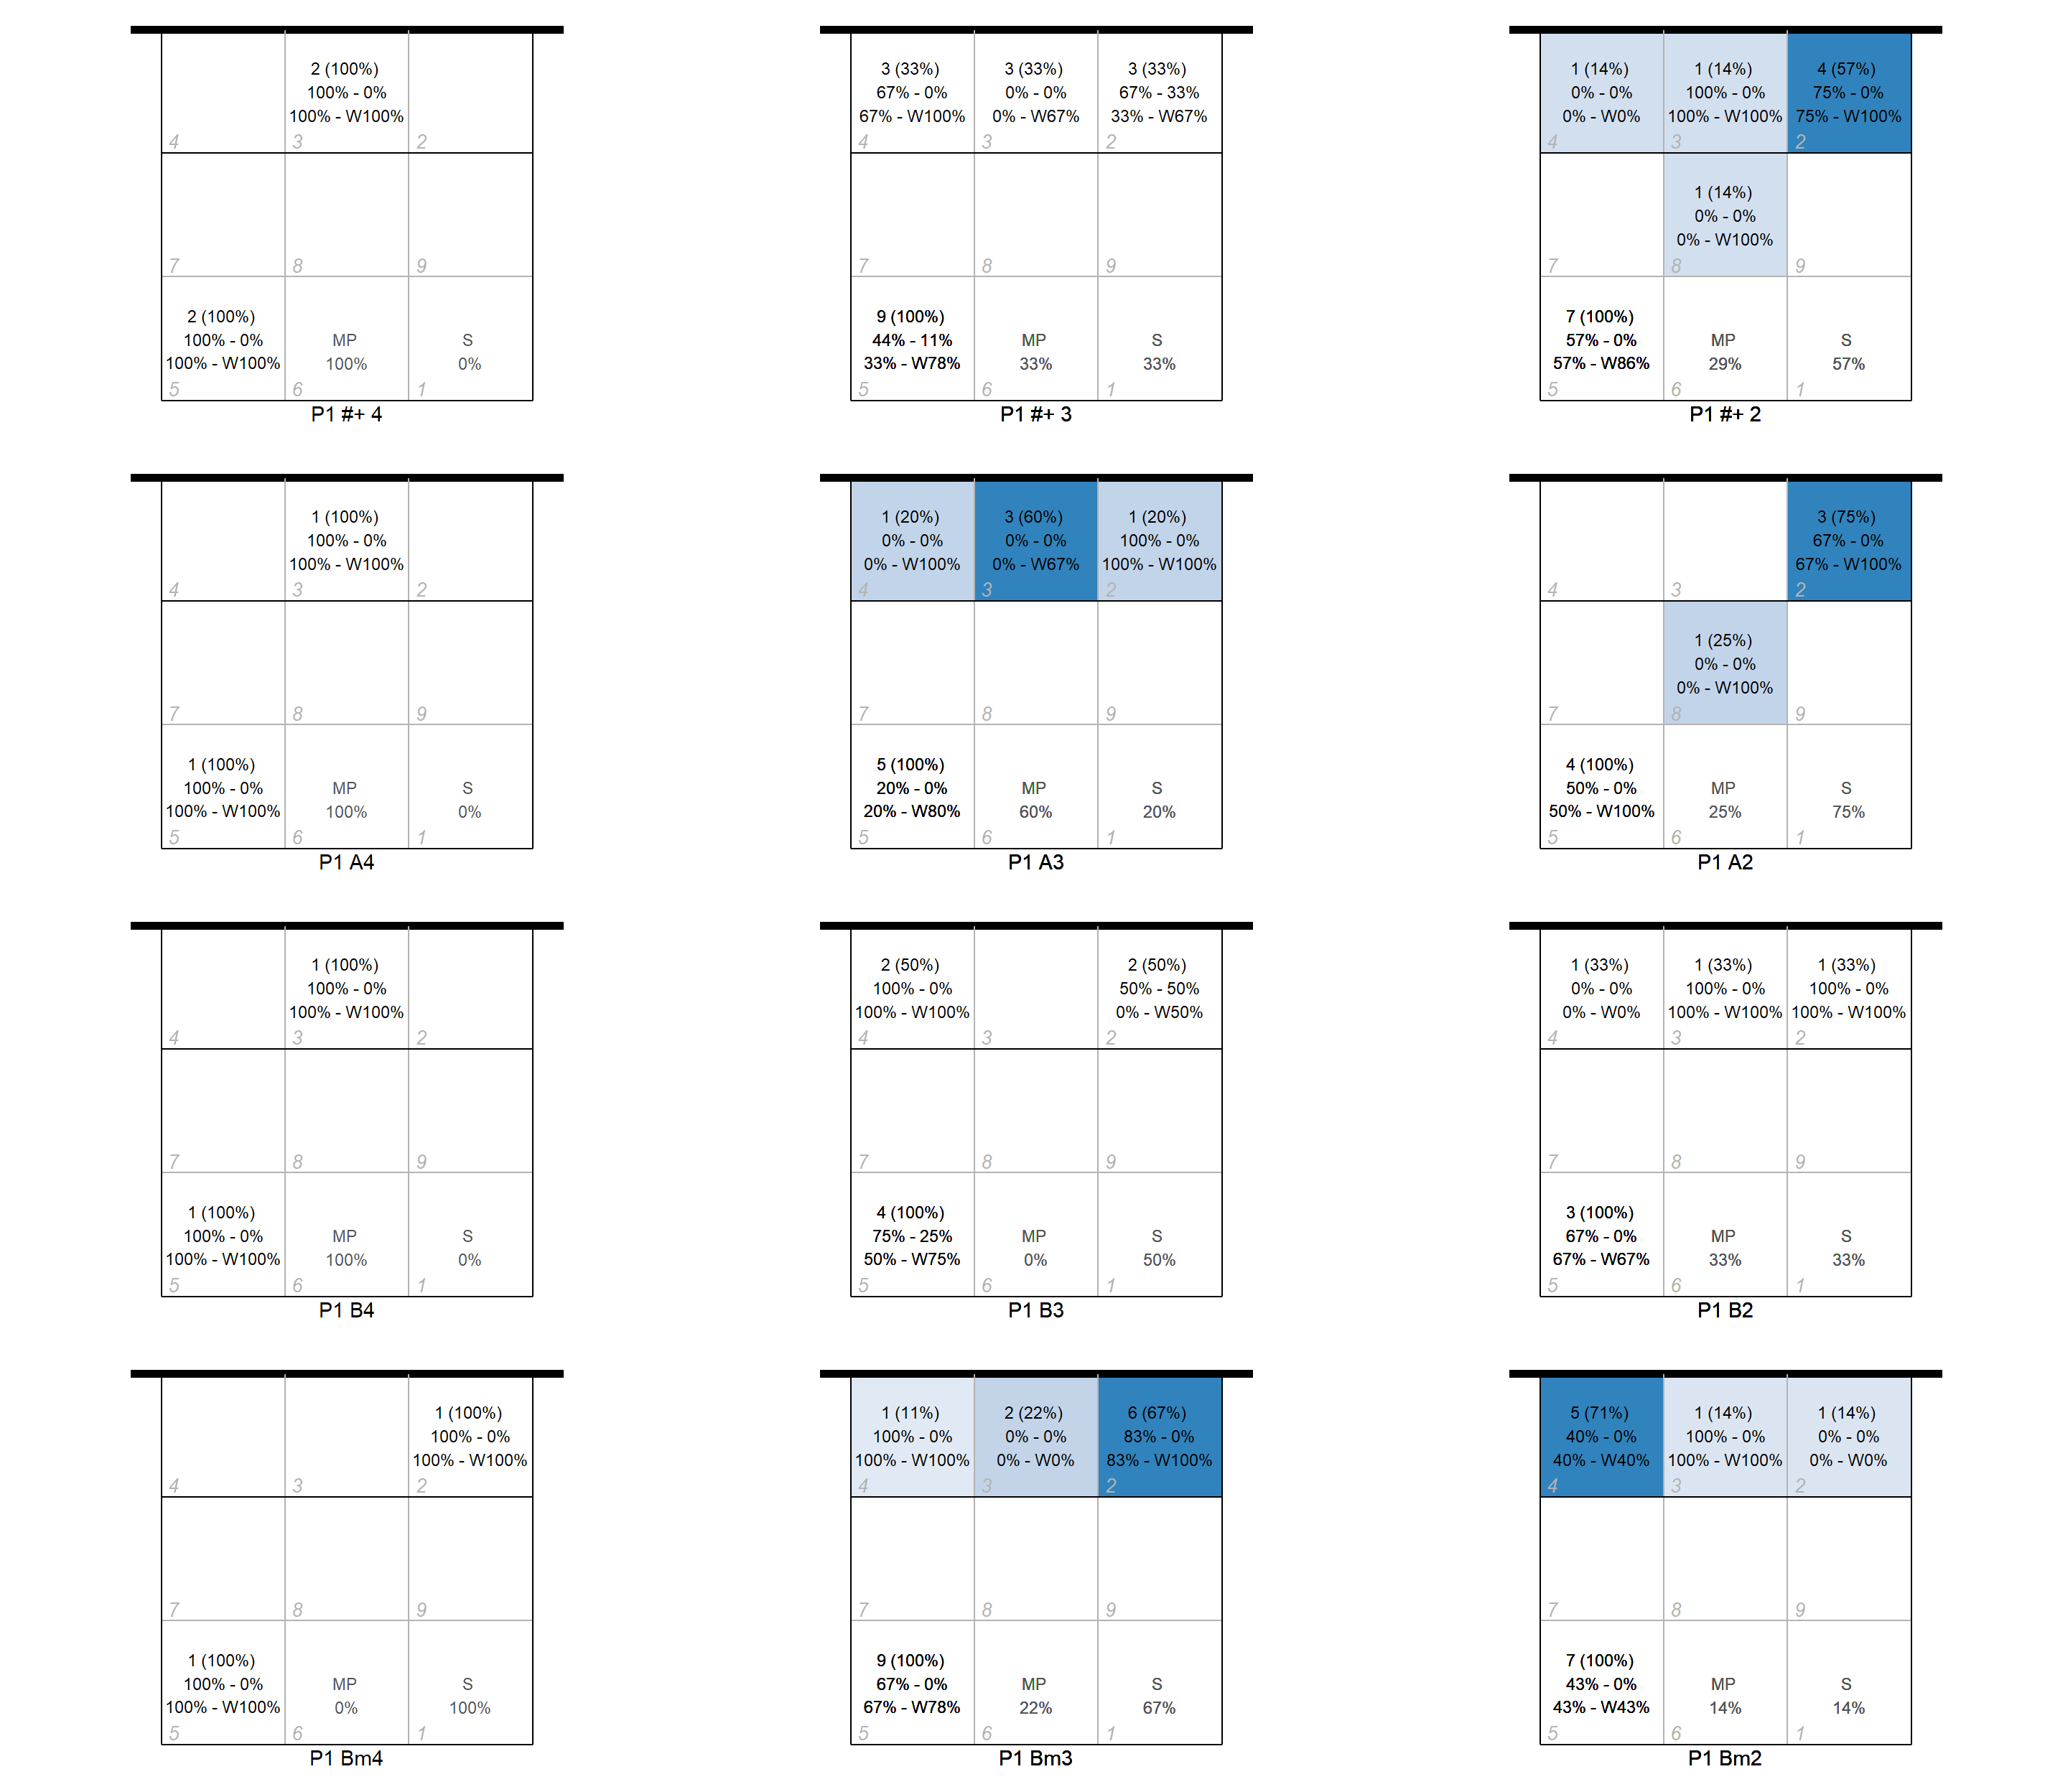 2 (100%)
100% - 0%
100% - W100%
4
3
2
7
8
9
2 (100%)
100% - 0%
100% - W100%
MP
100%
S
0%
5
6
1
P1 #+ 4
3 (33%)
67% - 0%
67% - W100%
3 (33%)
0% - 0%
0% - W67%
3 (33%)
67% - 33%
33% - W67%
4
3
2
7
8
9
9 (100%)
44% - 11%
33% - W78%
MP
33%
S
33%
5
6
1
P1 #+ 3
1 (14%)
0% - 0%
0% - W0%
1 (14%)
100% - 0%
100% - W100%
4 (57%)
75% - 0%
75% - W100%
4
3
2
1 (14%)
0% - 0%
0% - W100%
7
8
9
7 (100%)
57% - 0%
57% - W86%
MP
29%
S
57%
5
6
1
P1 #+ 2
1 (100%)
100% - 0%
100% - W100%
4
3
2
7
8
9
1 (100%)
100% - 0%
100% - W100%
MP
100%
S
0%
5
6
1
P1 A4
1 (20%)
0% - 0%
0% - W100%
3 (60%)
0% - 0%
0% - W67%
1 (20%)
100% - 0%
100% - W100%
4
3
2
7
8
9
5 (100%)
20% - 0%
20% - W80%
MP
60%
S
20%
5
6
1
P1 A3
3 (75%)
67% - 0%
67% - W100%
4
3
2
1 (25%)
0% - 0%
0% - W100%
7
8
9
4 (100%)
50% - 0%
50% - W100%
MP
25%
S
75%
5
6
1
P1 A2
1 (100%)
100% - 0%
100% - W100%
4
3
2
7
8
9
1 (100%)
100% - 0%
100% - W100%
MP
100%
S
0%
5
6
1
P1 B4
2 (50%)
100% - 0%
100% - W100%
2 (50%)
50% - 50%
0% - W50%
4
3
2
7
8
9
4 (100%)
75% - 25%
50% - W75%
MP
0%
S
50%
5
6
1
P1 B3
1 (33%)
0% - 0%
0% - W0%
1 (33%)
100% - 0%
100% - W100%
1 (33%)
100% - 0%
100% - W100%
4
3
2
7
8
9
3 (100%)
67% - 0%
67% - W67%
MP
33%
S
33%
5
6
1
P1 B2
1 (100%)
100% - 0%
100% - W100%
4
3
2
7
8
9
1 (100%)
100% - 0%
100% - W100%
MP
0%
S
100%
5
6
1
P1 Bm4
1 (11%)
100% - 0%
100% - W100%
2 (22%)
0% - 0%
0% - W0%
6 (67%)
83% - 0%
83% - W100%
4
3
2
7
8
9
9 (100%)
67% - 0%
67% - W78%
MP
22%
S
67%
5
6
1
P1 Bm3
5 (71%)
40% - 0%
40% - W40%
1 (14%)
100% - 0%
100% - W100%
1 (14%)
0% - 0%
0% - W0%
4
3
2
7
8
9
7 (100%)
43% - 0%
43% - W43%
MP
14%
S
14%
5
6
1
P1 Bm2